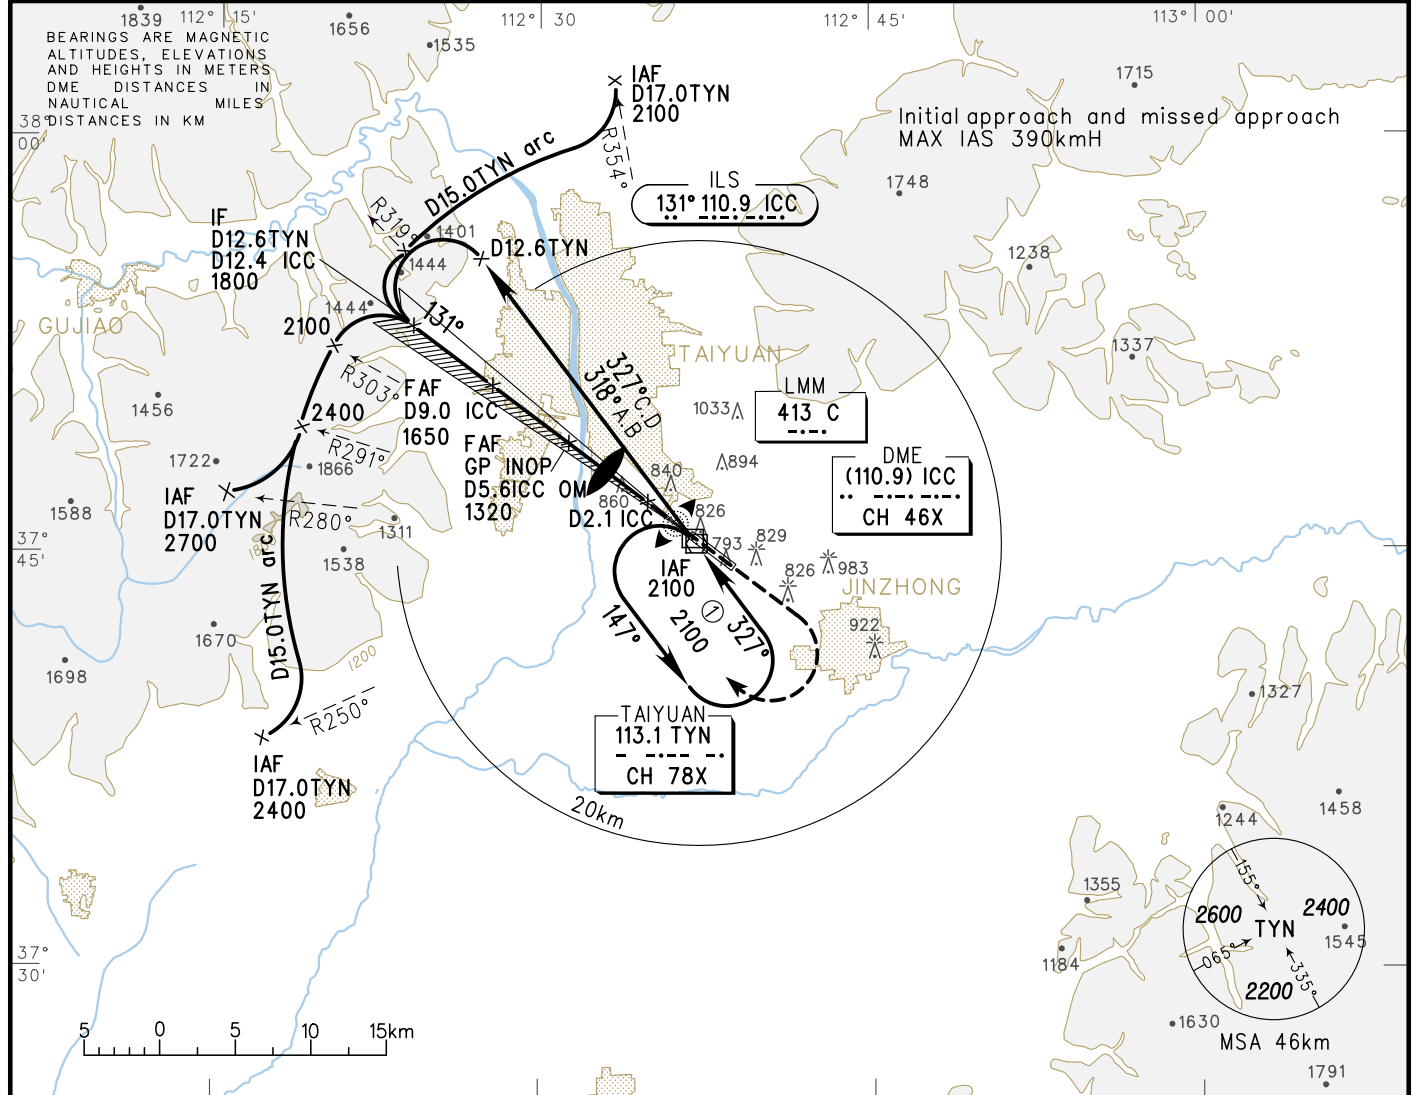 1839
112° 15'
1656
1535
112° 30
112° 45'
113° 00'
BEARINGS ARE MAGNETIC
ALTITUDES, ELEVATIONS
AND HEIGHTS IN METERS
DME DISTANCES IN
NAUTICAL MILES
DISTANCES IN KM
38°
00'
IAF
D17.0TYN
2100
R354°
1715
Initial approach and missed approach
MAX IAS 390kmH
D15.0TYN arc
ILS
131° 110.9 ICC
1748
IF
D12.6TYN
D12.4 ICC
1800
R319°
1401
1444
D12.6TYN
1238
1444
GUJIAO
2100
131°
R303°
TAIYUAN
1337
327°C.D
318°A.B
1456
2400
FAF
D9.0 ICC
1650
1033
LMM
413 C
R291°
1722
1866
FAF
GP INOP
D5.6ICC OM
1320
840
894
DME
(110.9) ICC
CH 46X
1588
IAF
D17.0TYN
2700
R280°
1311
860
D2.1 ICC
826
793
829
37°
45'
1538
D15.0TYN arc
IAF
2100
826
983
JINZHONG
1670
147°
2100
1
327°
922
1698
1200
R250°
1327
TAIYUAN
113.1 TYN
CH 78X
IAF
D17.0TYN
2400
20km
1458
1244
155°
1355
2600
2400
TYN
1545
065°
335°
2200
1184
37°
30'
1630
MSA 46km
5 0 5 10 15km
1791